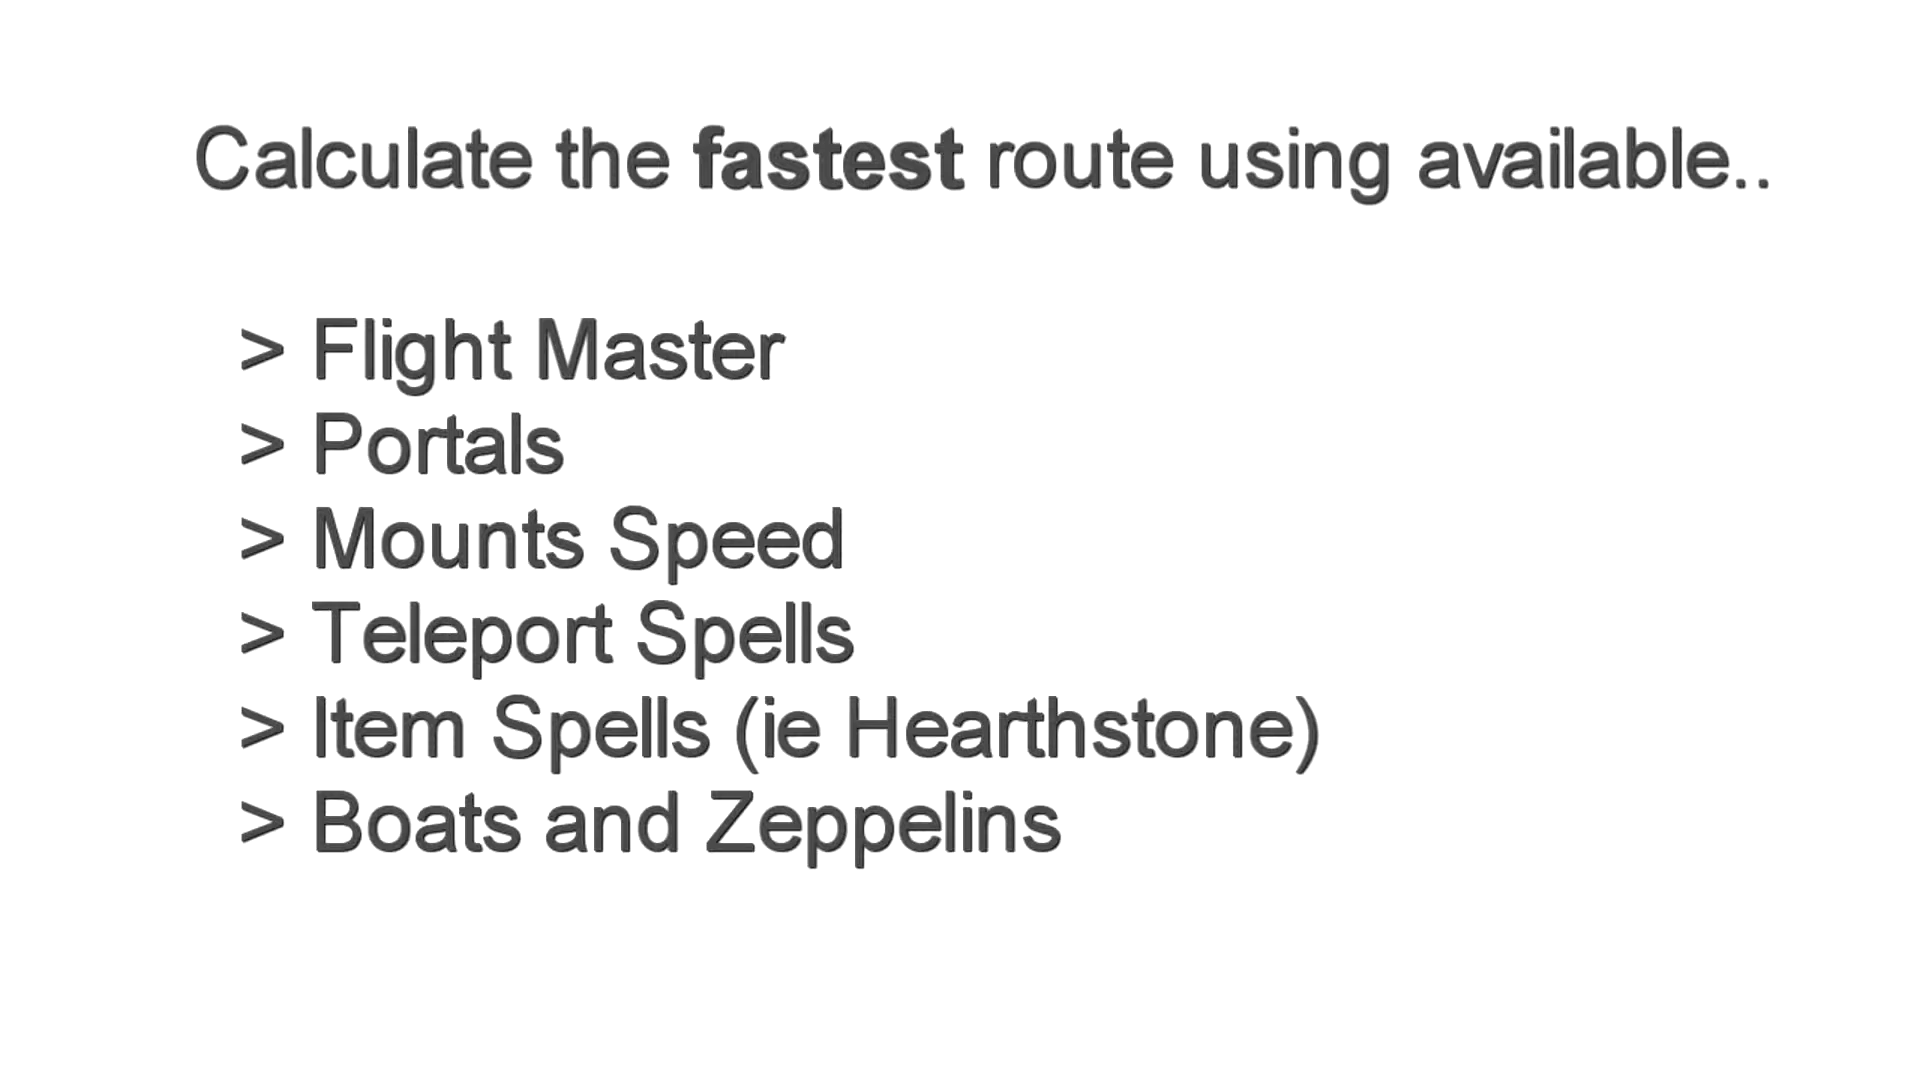 Calculate the fastest route using available..
> Flight Master
> Portals
> Mounts Speed
> Teleport Spells
> Item Spells (ie Hearthstone)
> Boats and Zeppelins